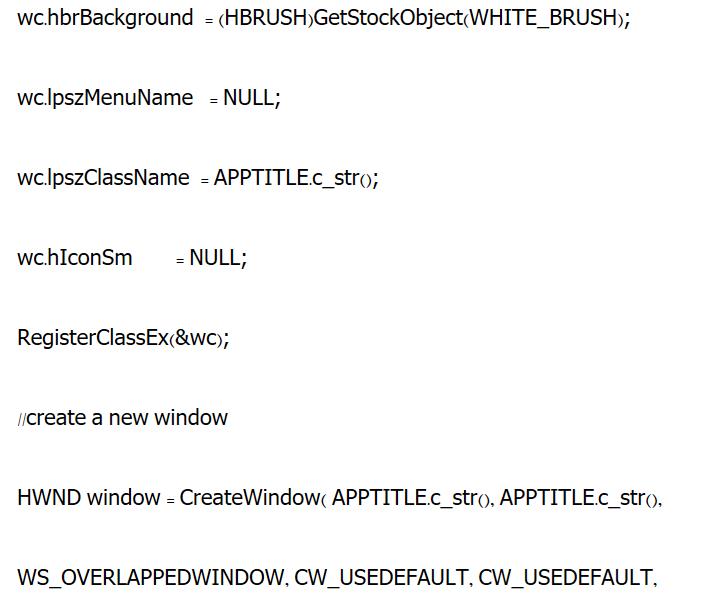 wc.hbrBackground  = (HBRUSH)GetStockObject(WHITE_BRUSH);
wc.lpszMenuName   = NULL;
wc.lpszClassName  = APPTITLE.c_str();
wc.hIconSm        = NULL;
RegisterClassEx(&wc);
//create a new window
HWND window = CreateWindow( APPTITLE.c_str(), APPTITLE.c_str(),
WS_OVERLAPPEDWINDOW, CW_USEDEFAULT, CW_USEDEFAULT,